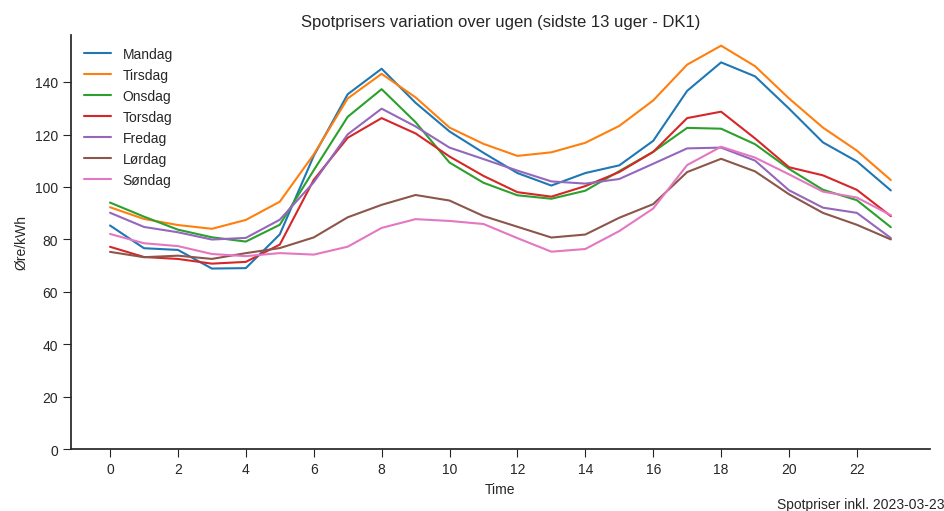 Spotprisers variation over ugen (sidste 13 uger - DK1)
Mandag
Tirsdag
Onsdag
Torsdag
Fredag
Lørdag
Søndag
Øre/kWh
140
120
100
80
60
40
20
0
0 2 4 6 8 10 12 14 16 18 20 22
Time
Spotpriser inkl. 2023-03-23